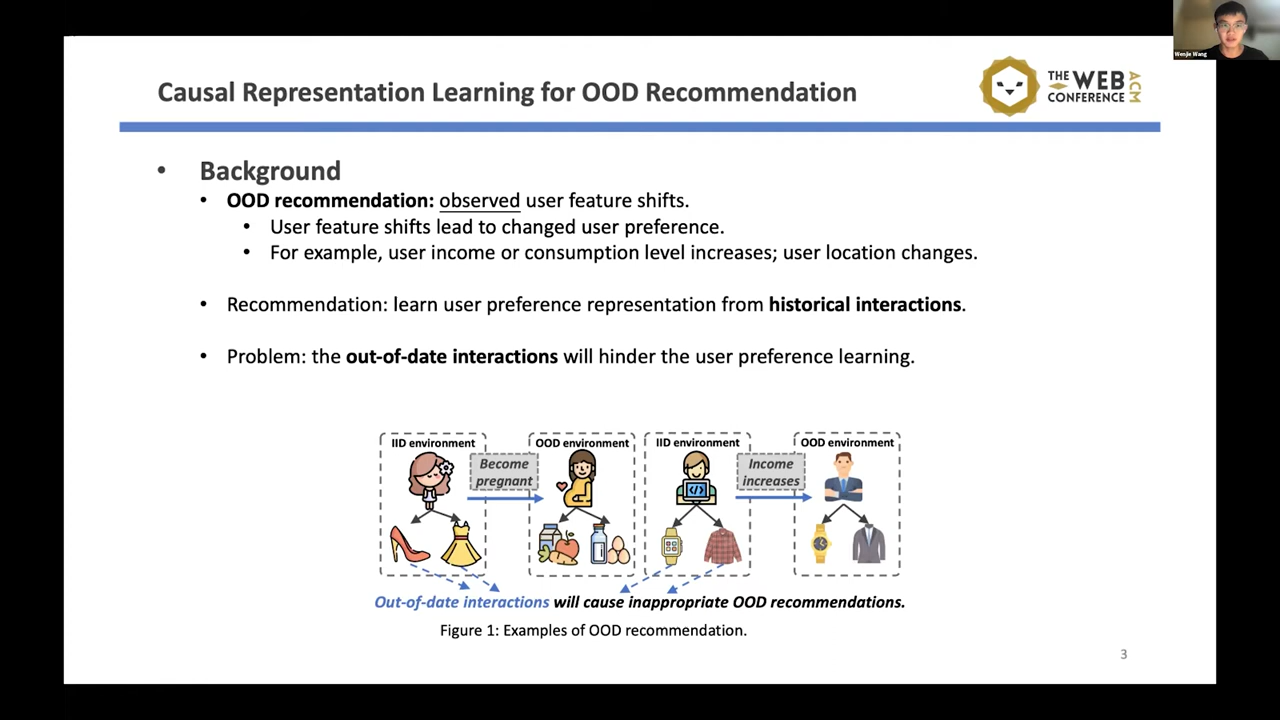 Wenjie Wang
Causal Representation Learning for OOD Recommendation
THE WEB CONFERENCE
ACM
• Background
• OOD recommendation: observed user feature shifts.
• User feature shifts lead to changed user preference.
• For example, user income or consumption level increases; user location changes.
• Recommendation: learn user preference representation from historical interactions.
• Problem: the out-of-date interactions will hinder the user preference learning.
IID environment
Become
pregnant
OOD environment
IID environment
Income
increases
OOD environment
Out-of-date interactions will cause inappropriate OOD recommendations.
Figure 1: Examples of OOD recommendation.
3